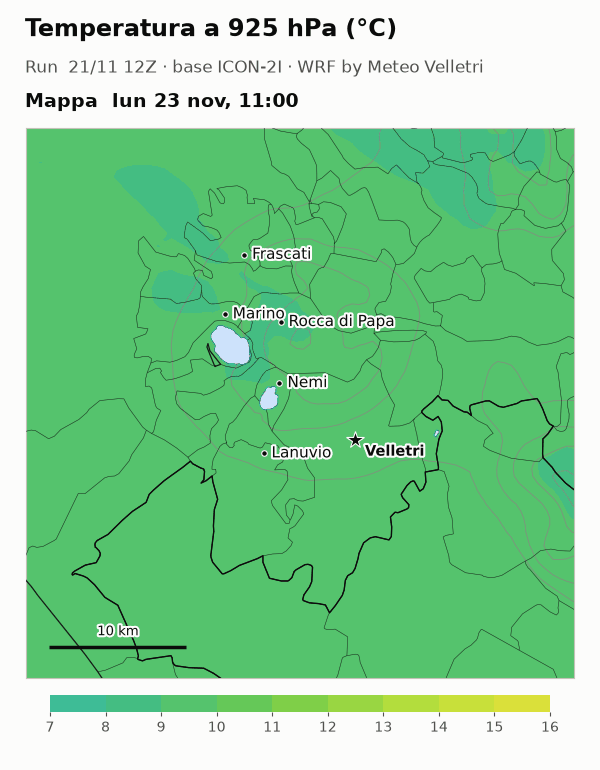 Temperatura a 925 hPa (°C)
Run  21/11 12Z · base ICON-2I · WRF by Meteo Velletri
Mappa  lun 23 nov, 11:00
Frascati
Marino
Rocca di Papa
Nemi
Velletri
Lanuvio
10 km
7 8 9 10 11 12 13 14 15 16